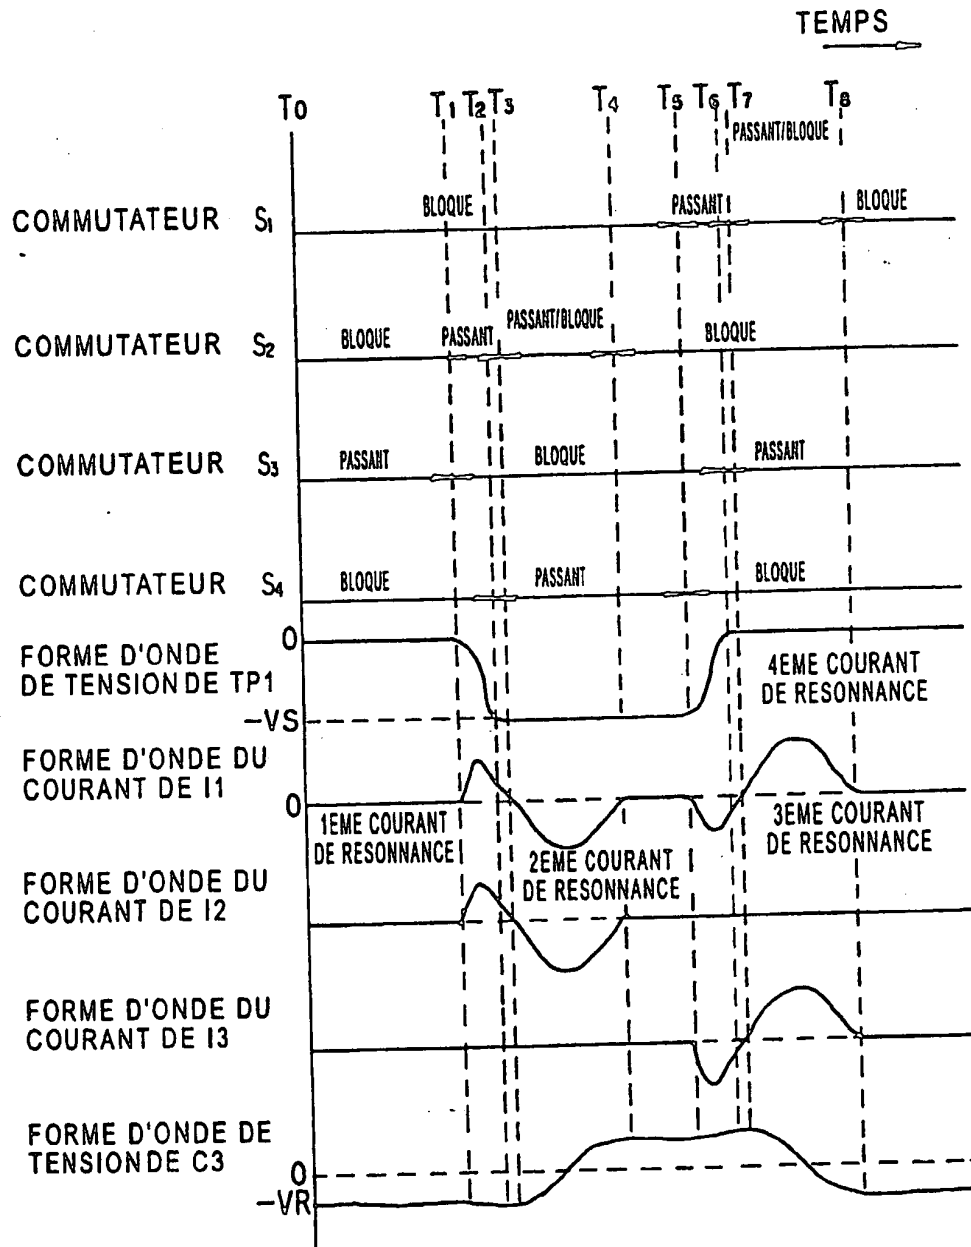 TEMPS
T0 T1 T2 T3 T4 T5 T6 T7 T8
PASSANT/BLOQUE
COMMUTATEUR S1 BLOQUE PASSANT BLOQUE
COMMUTATEUR S2 BLOQUE PASSANT PASSANT/BLOQUE BLOQUE
COMMUTATEUR S3 PASSANT BLOQUE PASSANT
COMMUTATEUR S4 BLOQUE PASSANT BLOQUE
0
FORME D'ONDE
DE TENSION DE TP1
-VS
4EME COURANT
DE RESONNANCE
FORME D'ONDE DU
COURANT DE I1
0
1EME COURANT
DE RESONNANCE
2EME COURANT
DE RESONNANCE
3EME COURANT
DE RESONNANCE
FORME D'ONDE DU
COURANT DE I2
FORME D'ONDE DU
COURANT DE I3
FORME D'ONDE DE
TENSION DE C3
0
-VR